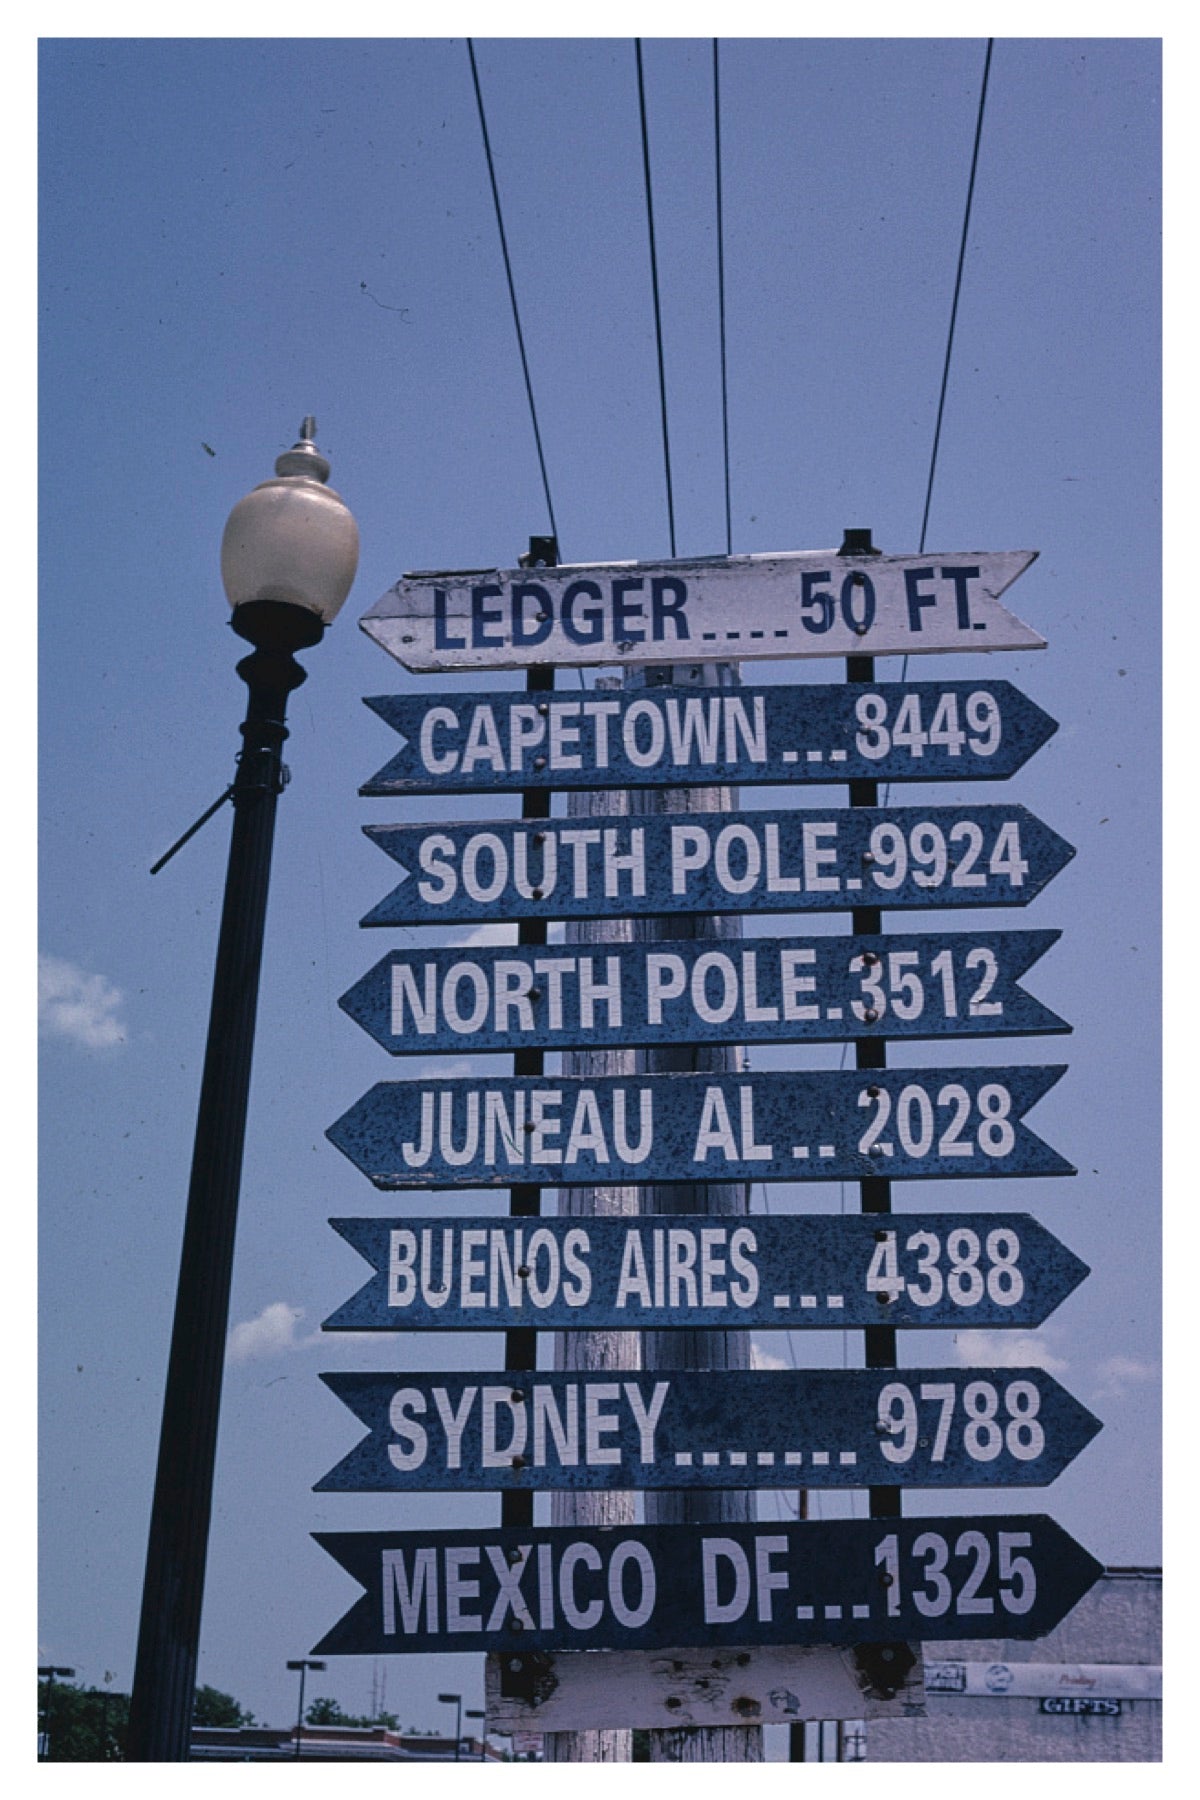 LEDGER....50 FT.
CAPETOWN...8449
SOUTH POLE.9924
NORTH POLE.3512
JUNEAU AL..2028
BUENOS AIRES...4388
SYDNEY.......9788
MEXICO DF...1325
GIFTS